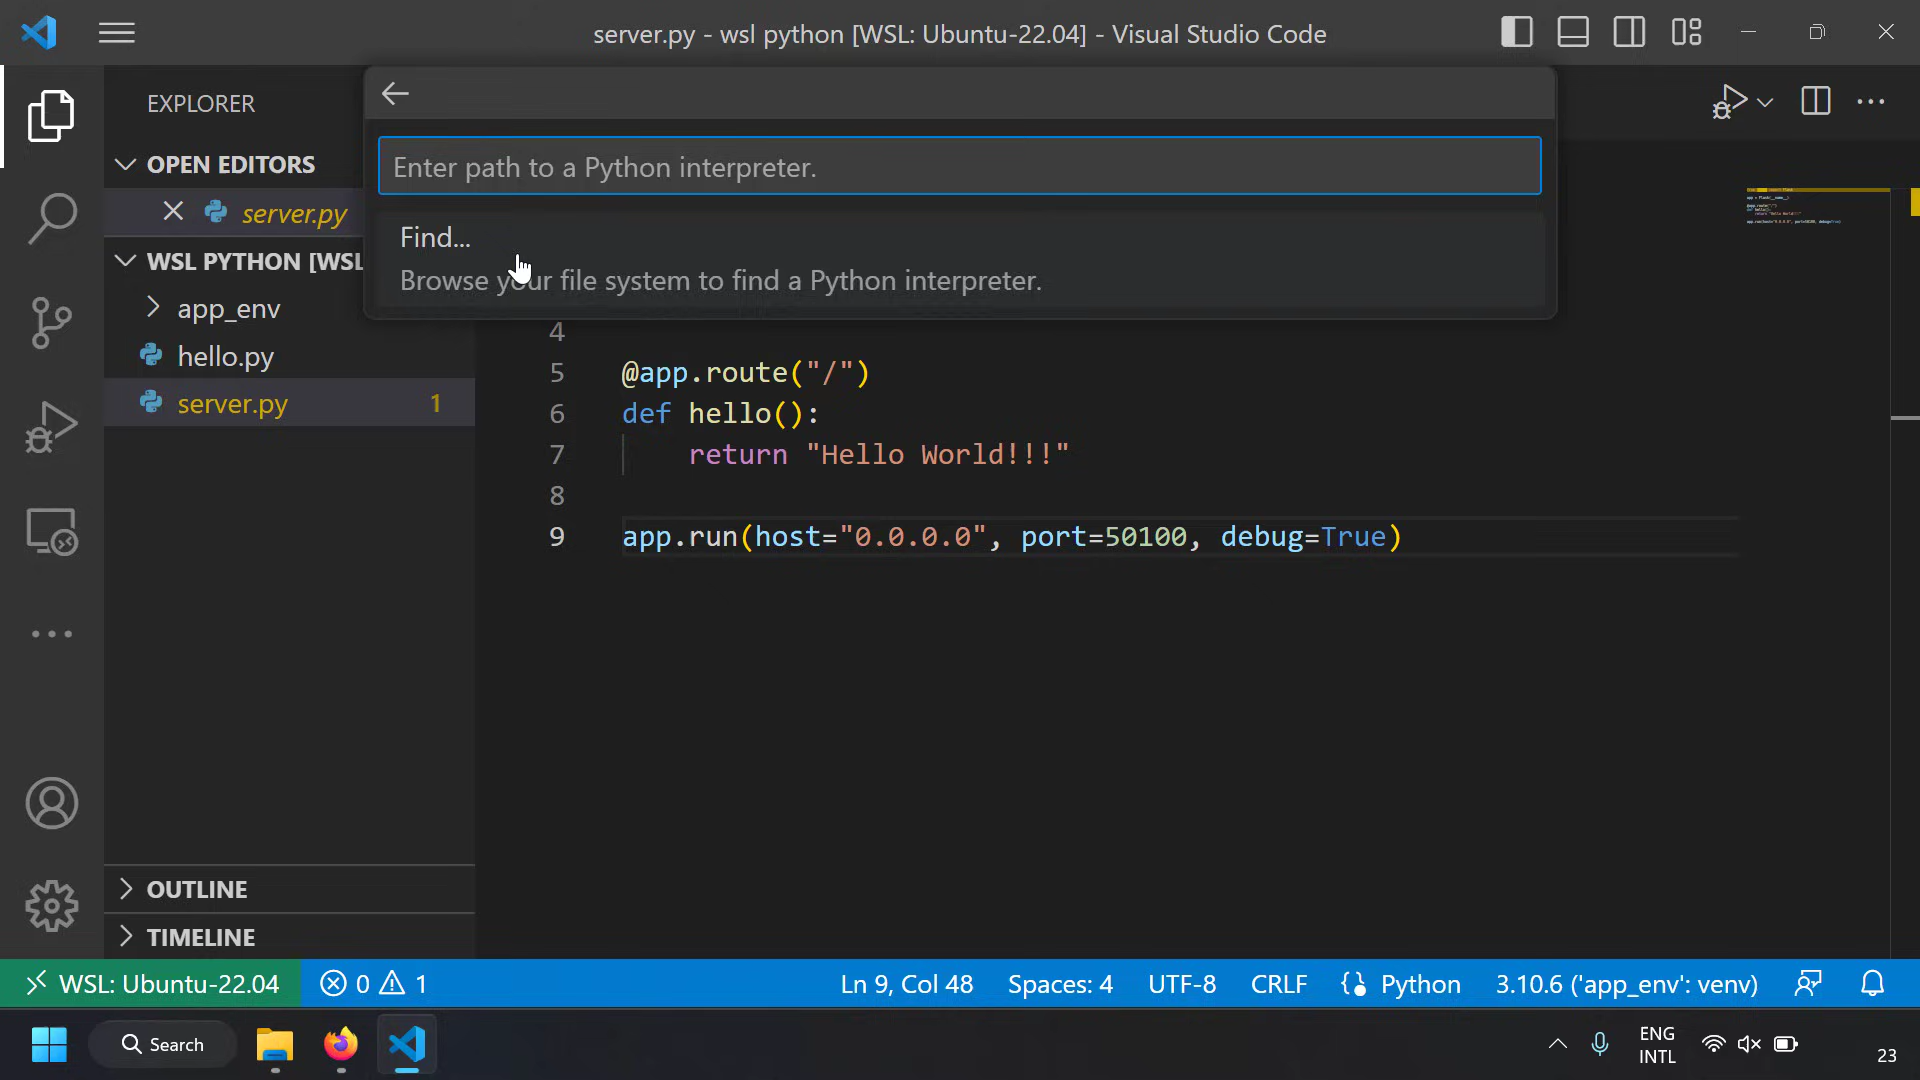 server.py - wsl python [WSL: Ubuntu-22.04] - Visual Studio Code
EXPLORER
OPEN EDITORS
server.py
WSL PYTHON [WSL
app_env
hello.py
server.py 1
Enter path to a Python interpreter.
Find...
Browse your file system to find a Python interpreter.
4
5 @app.route("/")
6 def hello():
7 return "Hello World!!!"
8
9 app.run(host="0.0.0.0", port=50100, debug=True)
OUTLINE
TIMELINE
WSL: Ubuntu-22.04 0 1 Ln 9, Col 48 Spaces: 4 UTF-8 CRLF Python 3.10.6 ('app_env': venv)
Search
ENG
INTL
23